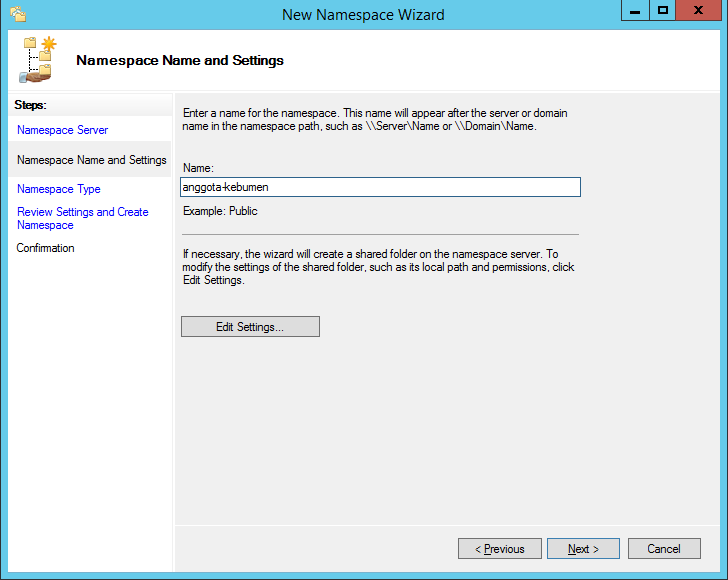 New Namespace Wizard
Namespace Name and Settings
Steps:
Namespace Server
Namespace Name and Settings
Namespace Type
Review Settings and Create
Namespace
Confirmation
Enter a name for the namespace. This name will appear after the server or domain
name in the namespace path, such as \\Server\Name or \\Domain\Name.
Name:
anggota-kebumen
Example: Public
If necessary, the wizard will create a shared folder on the namespace server. To
modify the settings of the shared folder, such as its local path and permissions, click
Edit Settings.
Edit Settings...
< Previous
Next >
Cancel